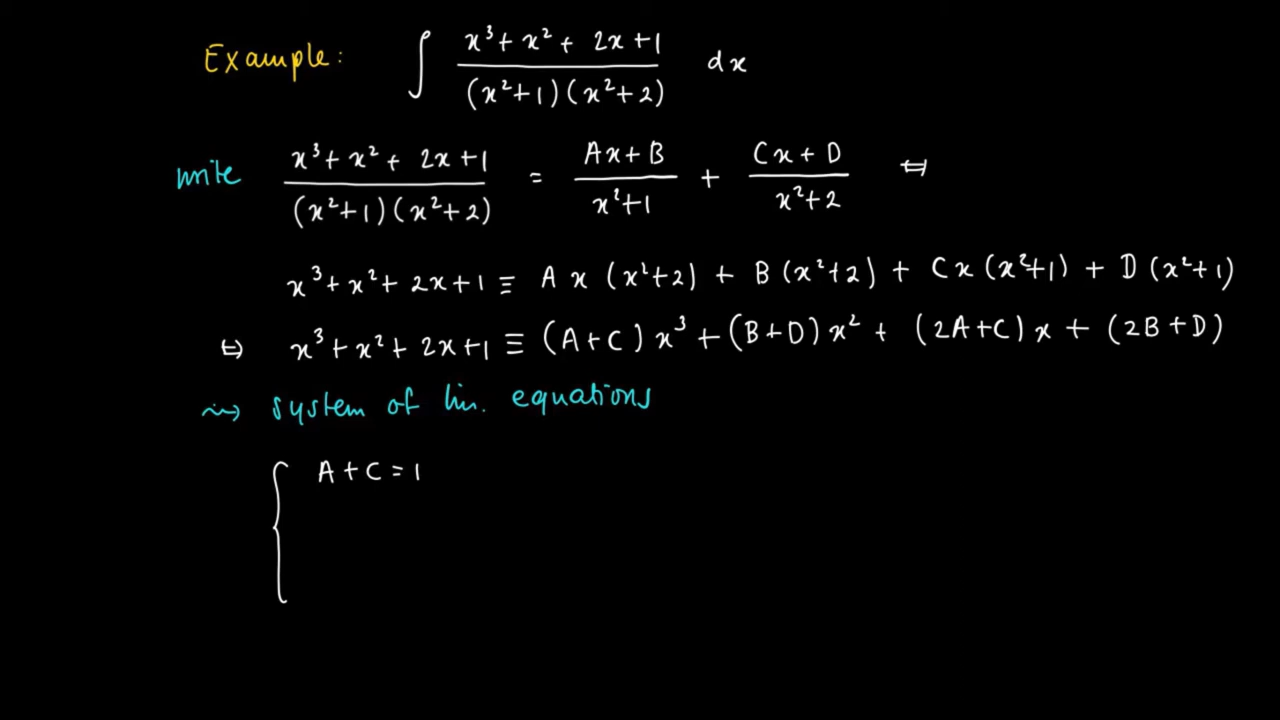 Example: ∫ (x³ + x² + 2x + 1) / ((x²+1)(x²+2)) dx
write (x³ + x² + 2x + 1) / ((x²+1)(x²+2)) = (Ax + B) / (x²+1) + (Cx + D) / (x²+2) ⇔
x³ + x² + 2x + 1 ≡ Ax (x²+2) + B (x²+2) + Cx (x²+1) + D (x²+1)
⇔ x³ + x² + 2x + 1 ≡ (A+C) x³ + (B+D) x² + (2A+C) x + (2B+D)
⇝ system of lin. equations
{ A + C = 1